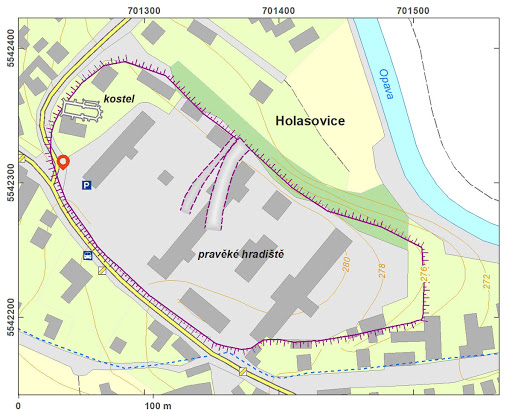 701300
701400
701500
5542400
5542300
5542200
Opava
kostel
Holasovice
P
pravěké hradiště
280
278
276
272
0
100 m